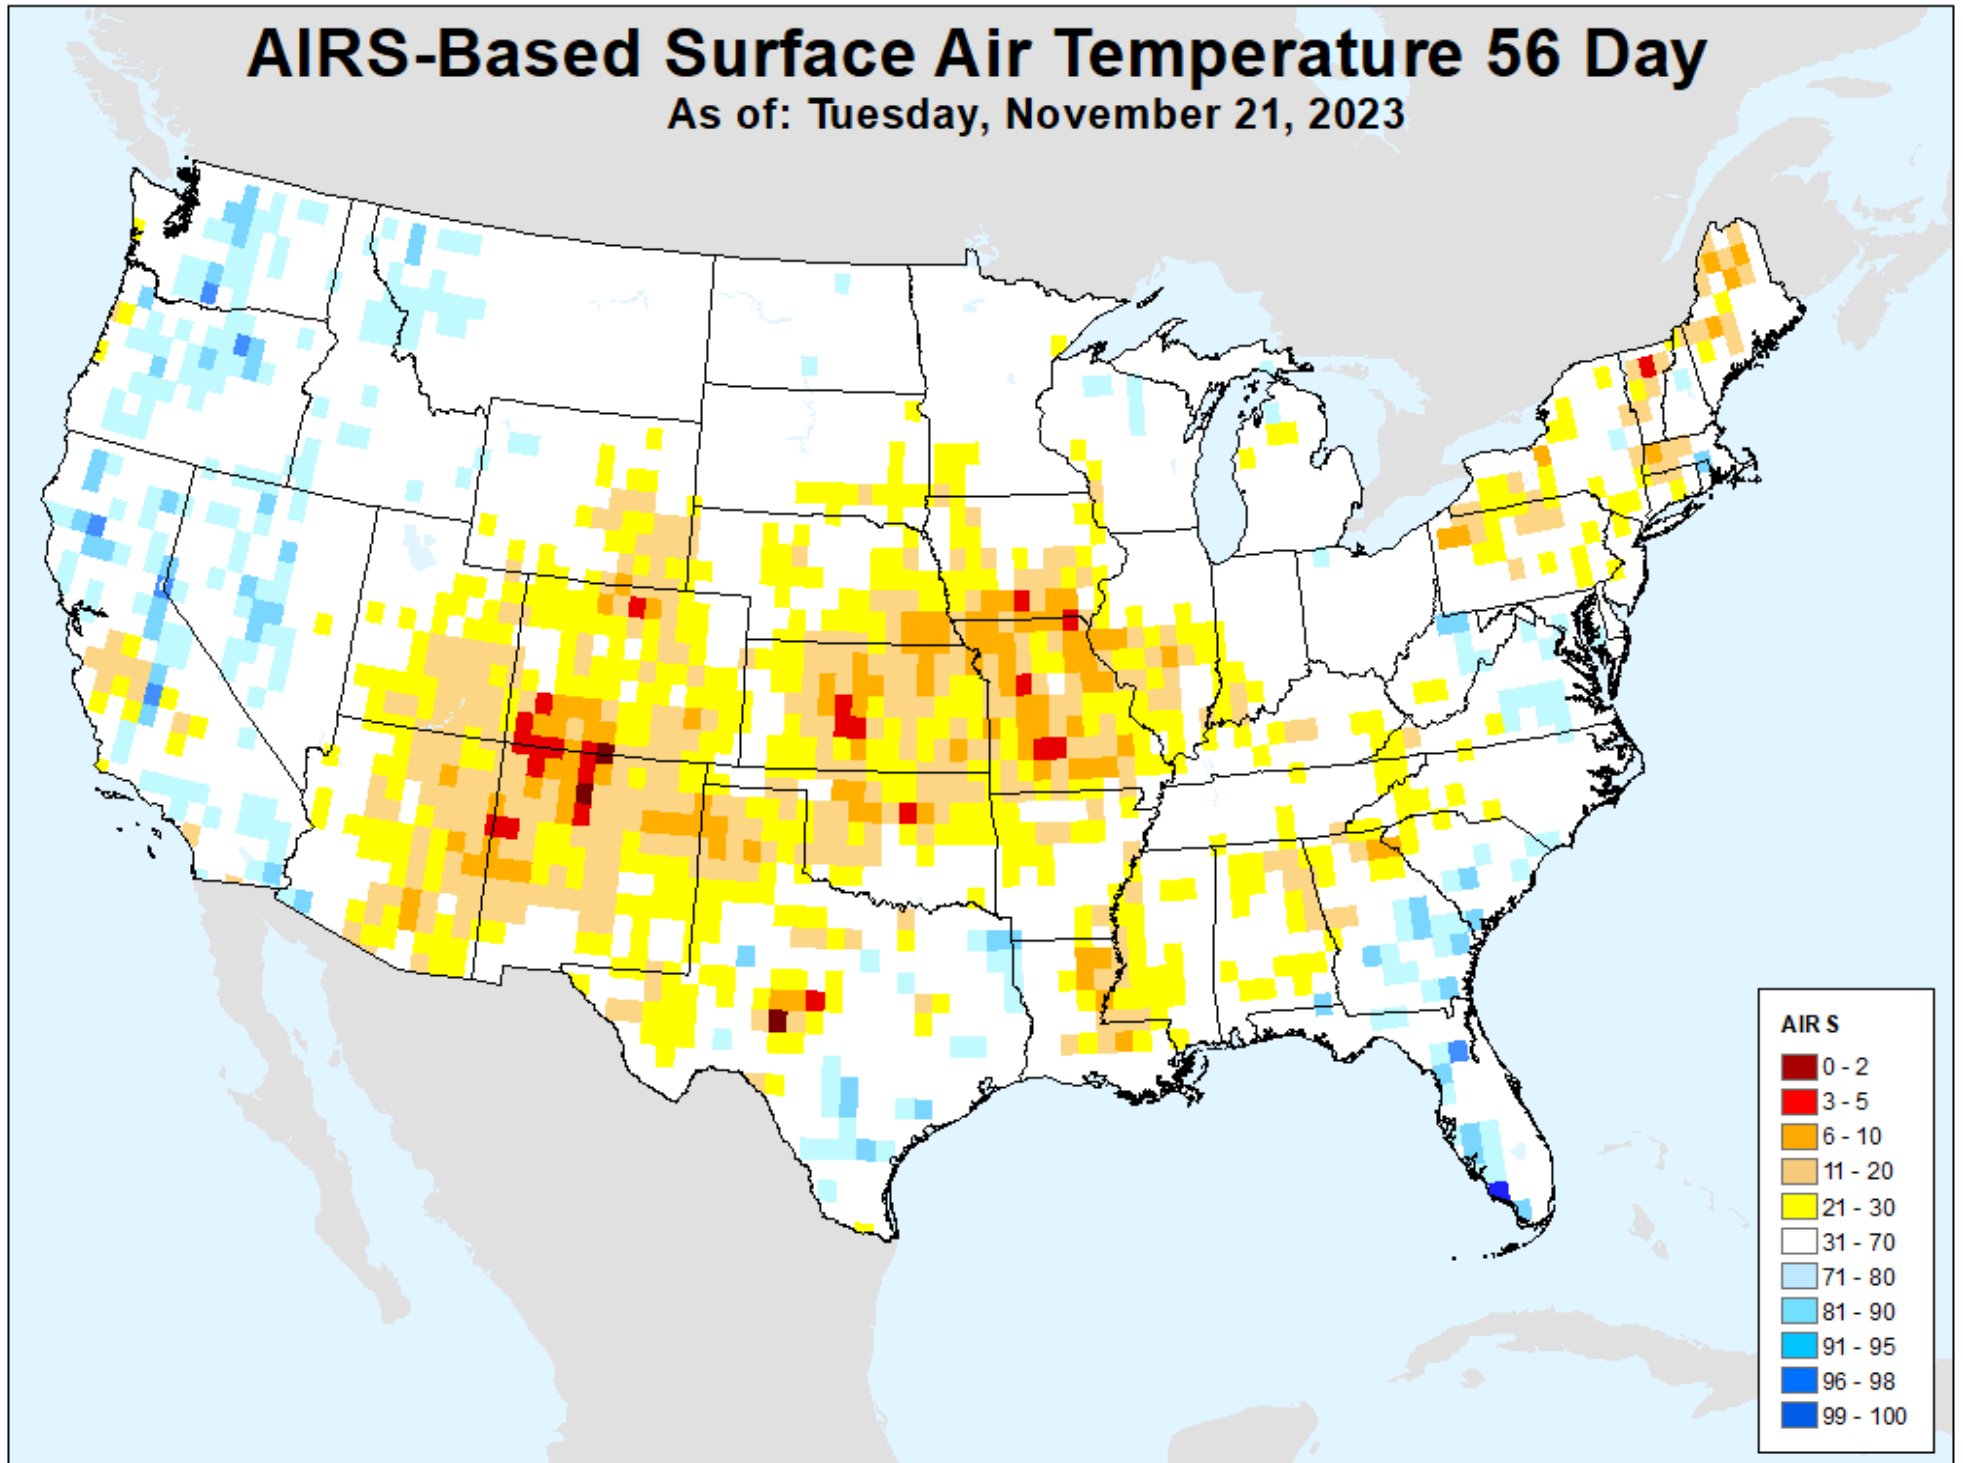 AIRS-Based Surface Air Temperature 56 Day
As of: Tuesday, November 21, 2023
AIRS
0 - 2
3 - 5
6 - 10
11 - 20
21 - 30
31 - 70
71 - 80
81 - 90
91 - 95
96 - 98
99 - 100